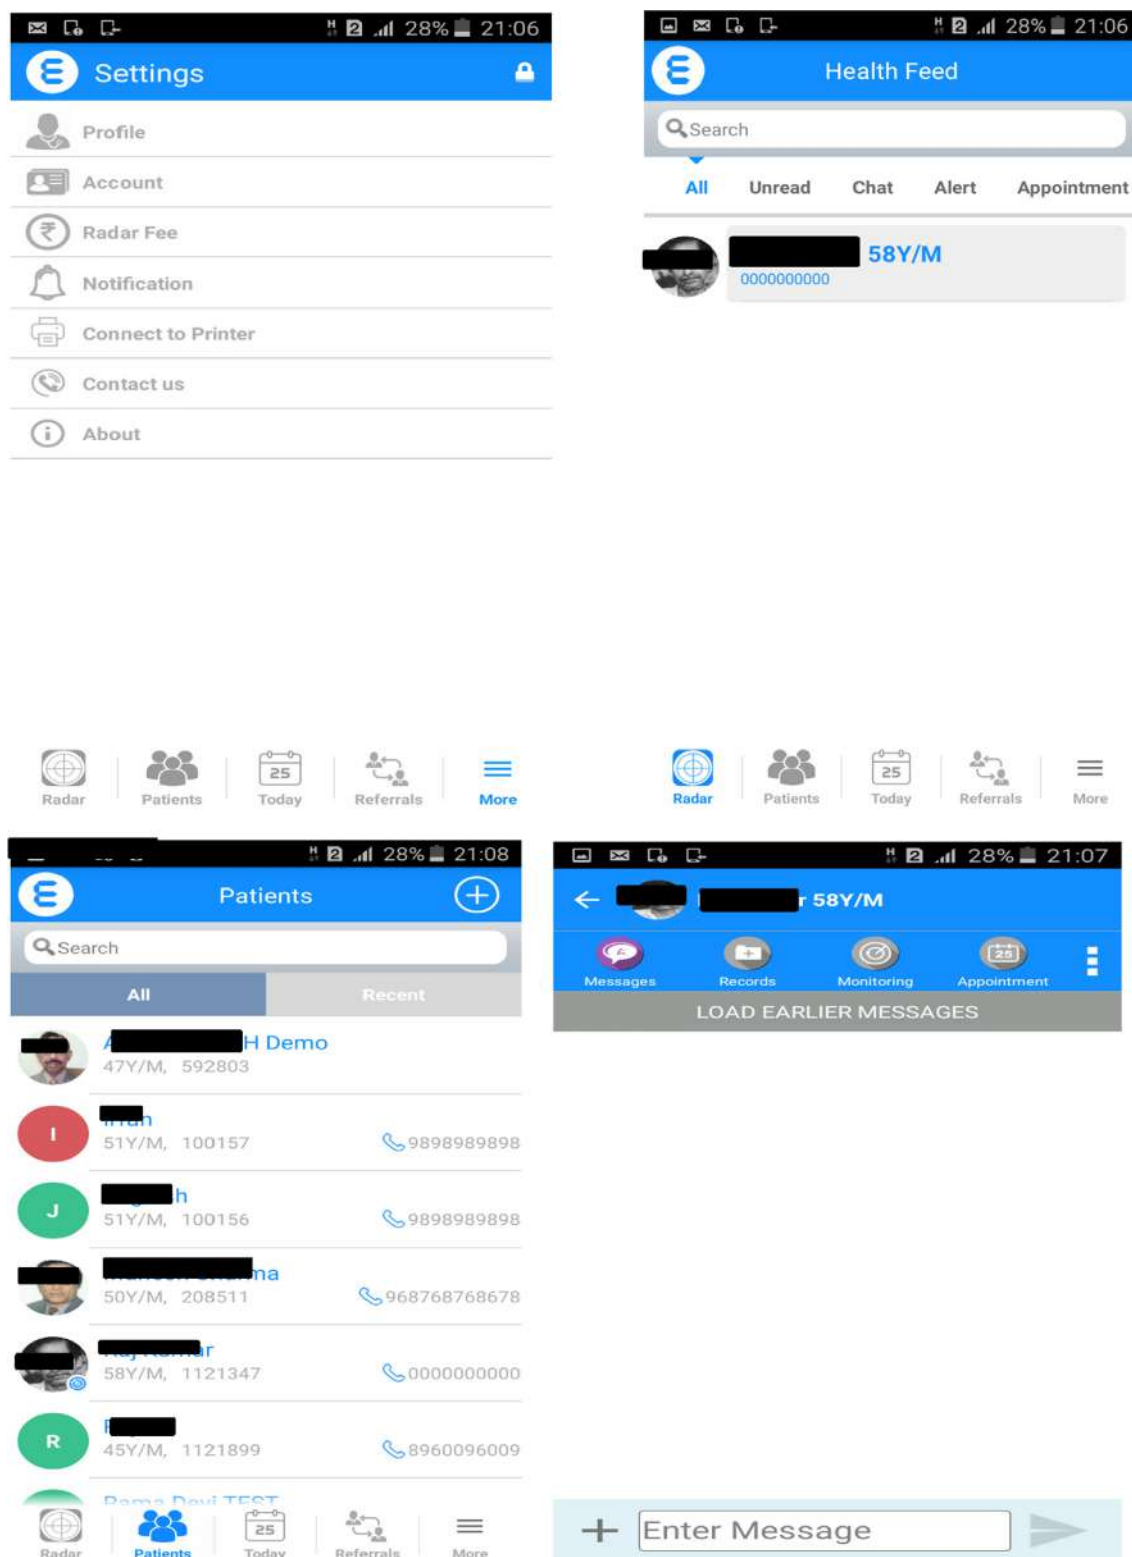 28% 21:06
Settings
Profile
Account
Radar Fee
Notification
Connect to Printer
Contact us
About
Radar Patients 25 Today Referrals More
28% 21:06
Health Feed
Search
All Unread Chat Alert Appointment
58Y/M
0000000000
Radar Patients 25 Today Referrals More
28% 21:08
Patients
Search
All Recent
H Demo
47Y/M, 592803
I
51Y/M, 100157 9898989898
J
51Y/M, 100156 9898989898
50Y/M, 208511 968768768678
58Y/M, 1121347 0000000000
R
45Y/M, 1121899 8960096009
Rama Devi TEST
Radar Patients 25 Today Referrals More
28% 21:07
58Y/M
Messages Records Monitoring 25 Appointment
LOAD EARLIER MESSAGES
Enter Message